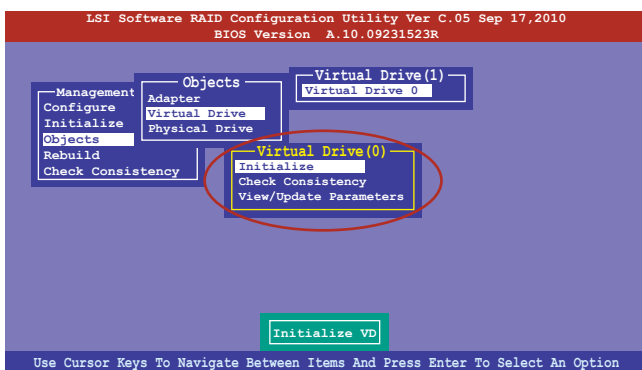 LSI Software RAID Configuration Utility Ver C.05 Sep 17,2010
BIOS Version A.10.09231523R
Management
Configure
Initialize
Objects
Rebuild
Check Consistency
Objects
Adapter
Virtual Drive
Physical Drive
Virtual Drive(1)
Virtual Drive 0
Virtual Drive(0)
Initialize
Check Consistency
View/Update Parameters
Initialize VD
Use Cursor Keys To Navigate Between Items And Press Enter To Select An Option